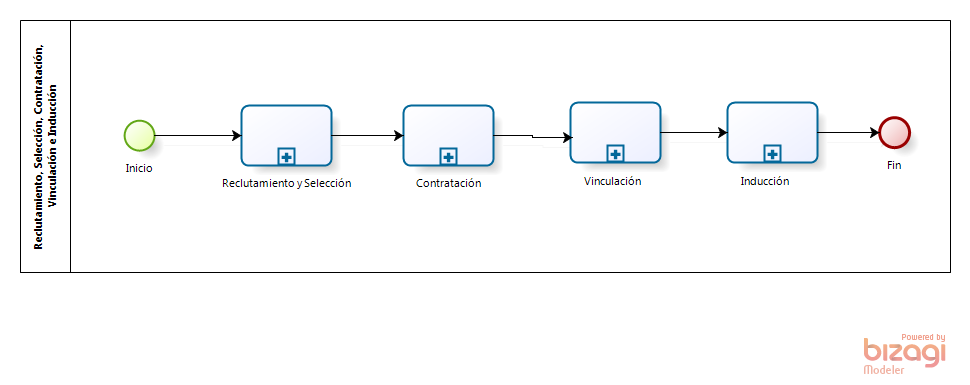 Reclutamiento, Selección, Contratación,
Vinculación e Inducción
Inicio
Reclutamiento y Selección
Contratación
Vinculación
Inducción
Fin
Powered by
bizagi
Modeler